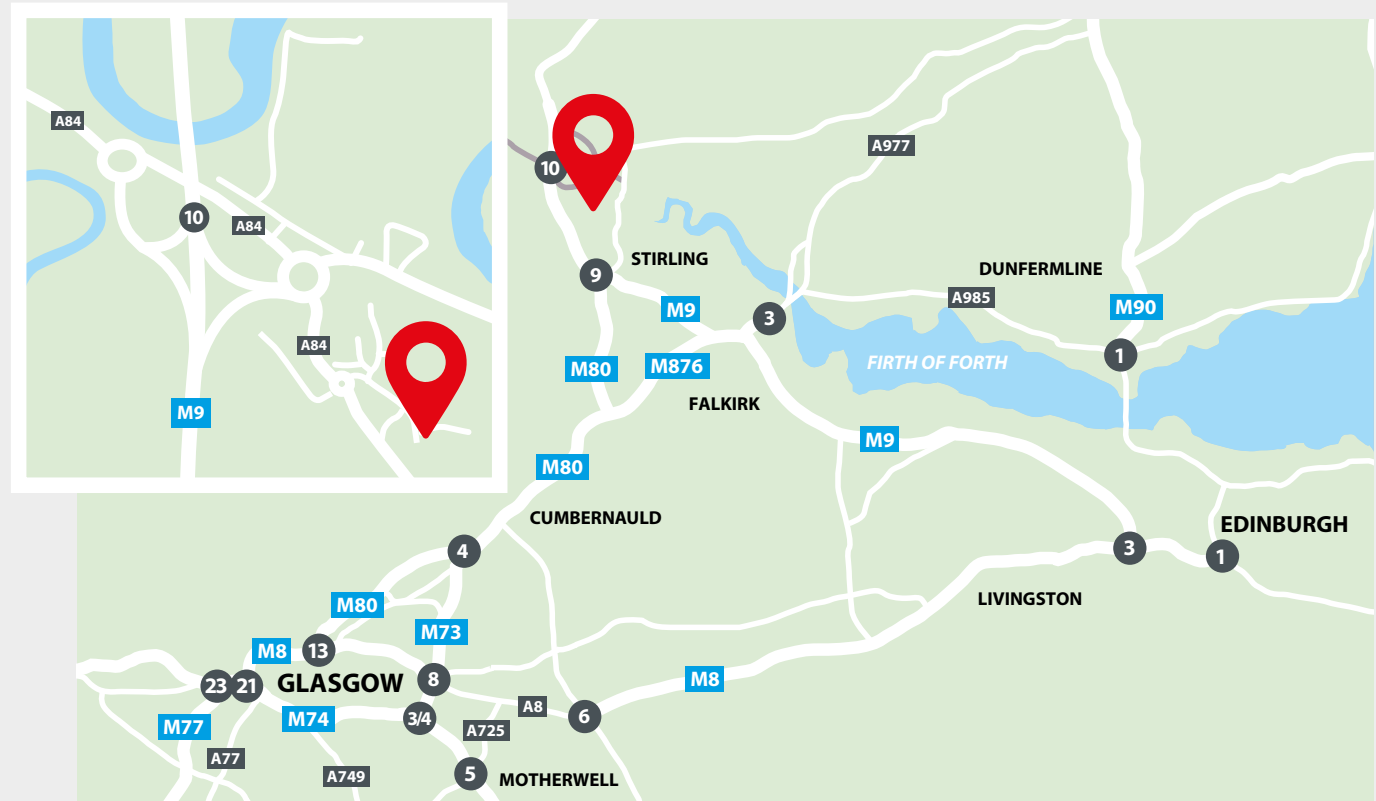 A84
10
A84
A84
M9
10
A977
STIRLING
9
DUNFERMLINE
A985
M9
3
M90
1
M80
M876
FIRTH OF FORTH
FALKIRK
M9
M80
CUMBERNAULD
EDINBURGH
4
3
1
M80
LIVINGSTON
M73
M8
13
23
21
GLASGOW
8
M8
M77
M74
3/4
A8
6
A725
A77
A749
5
MOTHERWELL